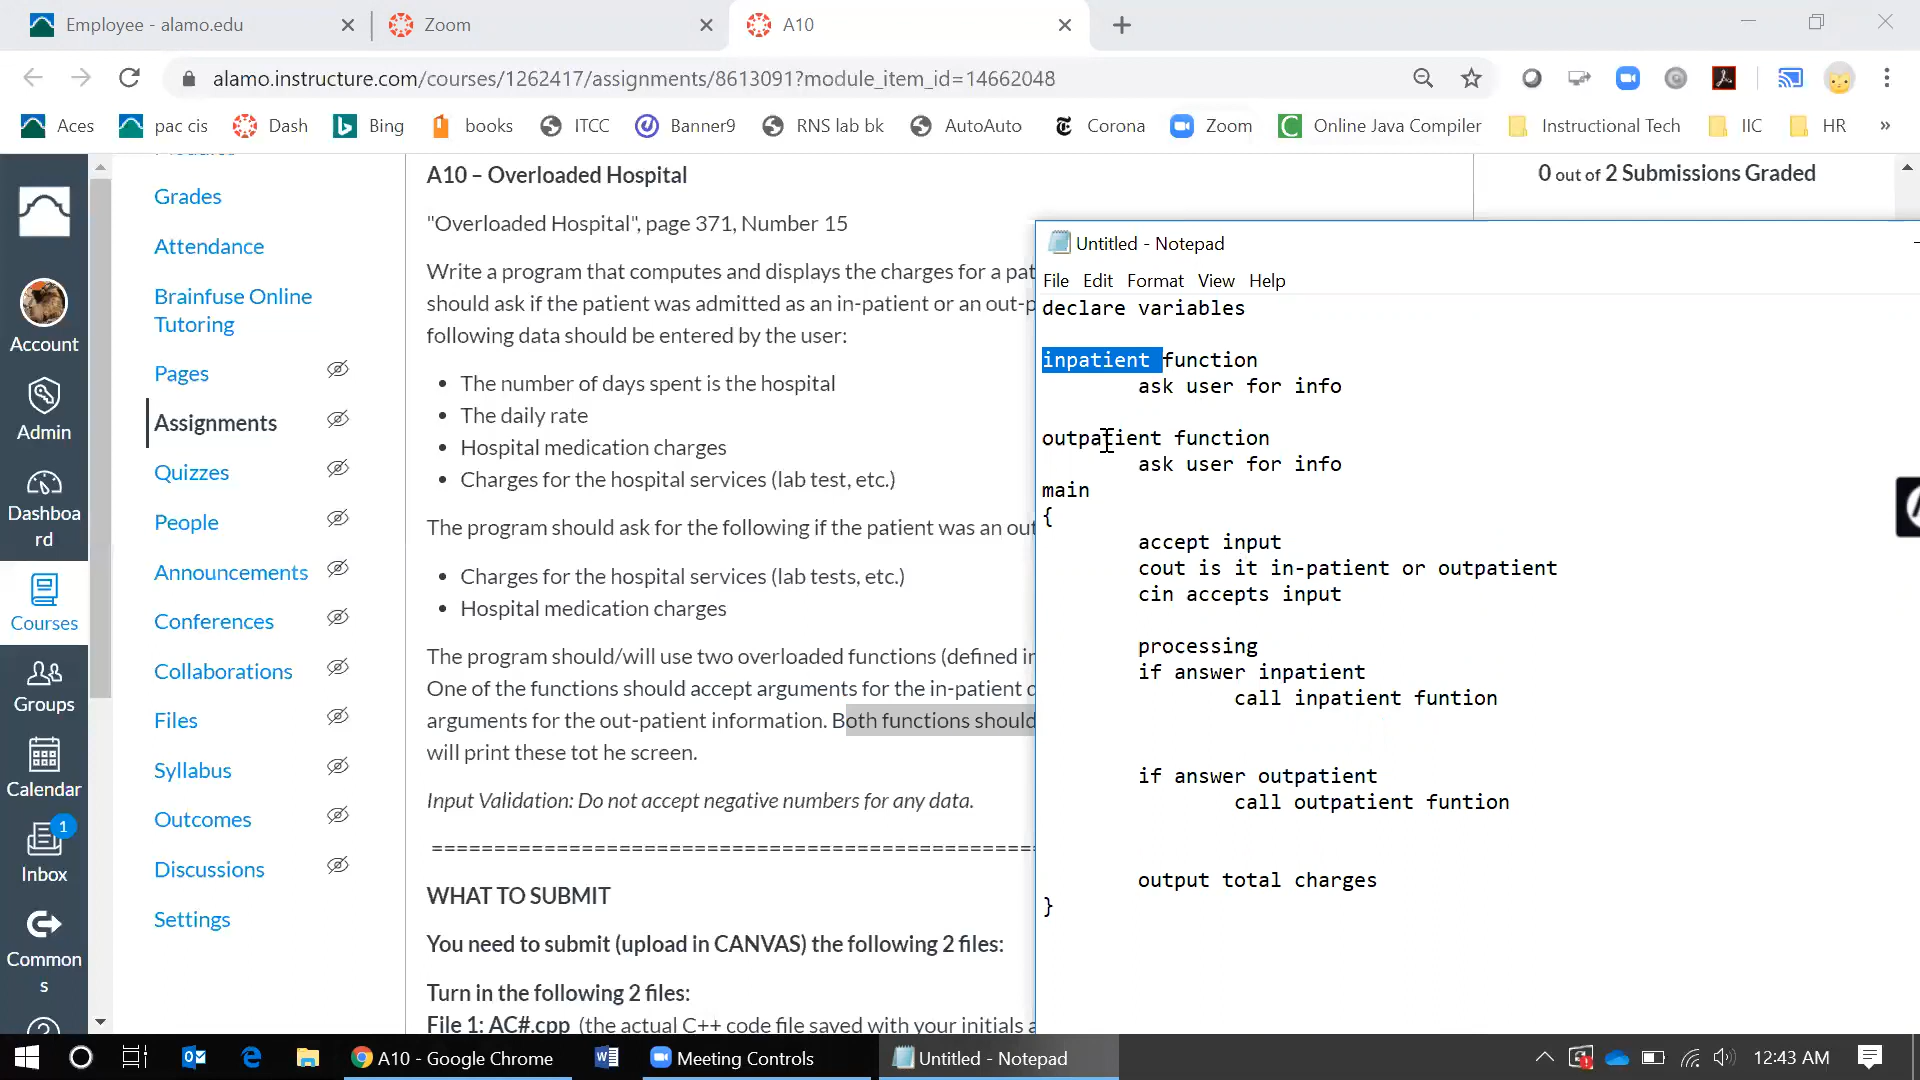 Employee - alamo.edu
Zoom
A10
alamo.instructure.com/courses/1262417/assignments/8613091?module_item_id=14662048
Aces
pac cis
Dash
Bing
books
ITCC
Banner9
RNS lab bk
AutoAuto
Corona
Zoom
Online Java Compiler
Instructional Tech
IIC
HR
»
Account
Admin
Dashboa
rd
Courses
Groups
Calendar
1
Inbox
Common
s
Grades
Attendance
Brainfuse Online
Tutoring
Pages
Assignments
Quizzes
People
Announcements
Conferences
Collaborations
Files
Syllabus
Outcomes
Discussions
Settings
A10 – Overloaded Hospital
"Overloaded Hospital", page 371, Number 15
Write a program that computes and displays the charges for a pat
should ask if the patient was admitted as an in-patient or an out-p
following data should be entered by the user:
• The number of days spent is the hospital
• The daily rate
• Hospital medication charges
• Charges for the hospital services (lab test, etc.)
The program should ask for the following if the patient was an out
• Charges for the hospital services (lab tests, etc.)
• Hospital medication charges
The program should/will use two overloaded functions (defined in
One of the functions should accept arguments for the in-patient d
arguments for the out-patient information. Both functions should
will print these tot he screen.
Input Validation: Do not accept negative numbers for any data.
==================================================
WHAT TO SUBMIT
You need to submit (upload in CANVAS) the following 2 files:
Turn in the following 2 files:
File 1: AC#.cpp (the actual C++ code file saved with your initials a
0 out of 2 Submissions Graded
Untitled - Notepad
File Edit Format View Help
declare variables
inpatient function
ask user for info
outpatient function
ask user for info
main
{
accept input
cout is it in-patient or outpatient
cin accepts input
processing
if answer inpatient
call inpatient funtion
if answer outpatient
call outpatient funtion
output total charges
}
A10 - Google Chrome
Meeting Controls
Untitled - Notepad
12:43 AM